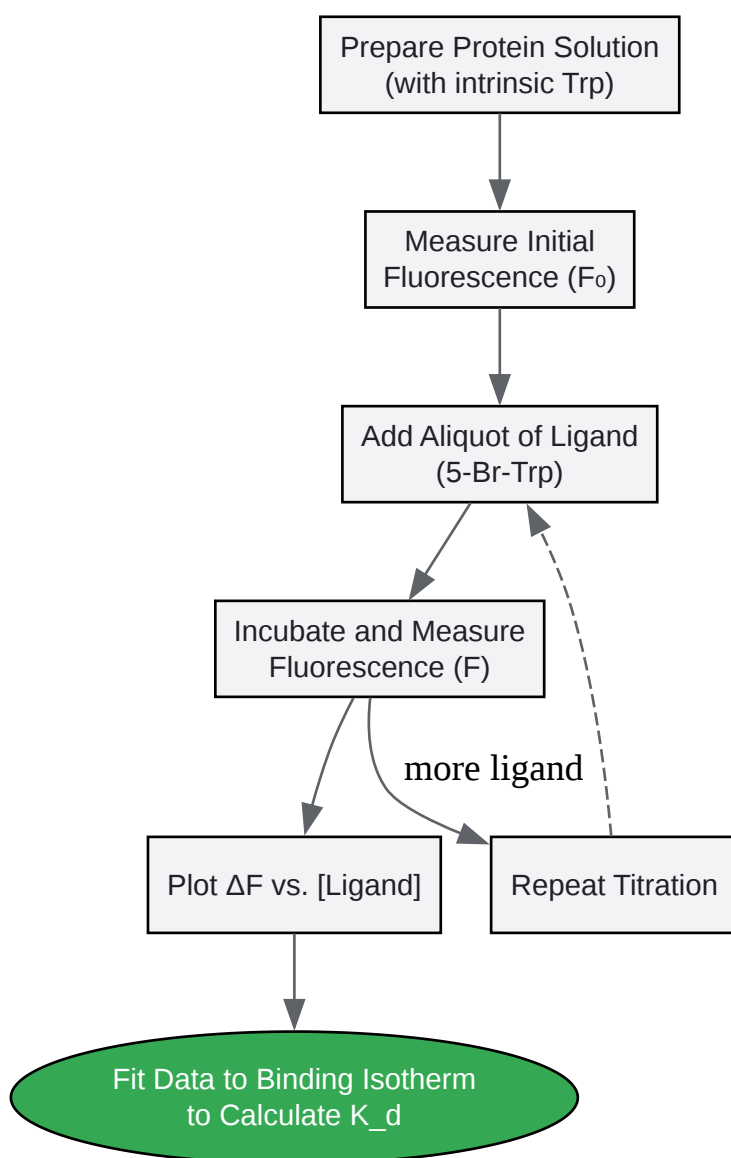 Prepare Protein Solution
(with intrinsic Trp)
Measure Initial
Fluorescence (F₀)
Add Aliquot of Ligand
(5-Br-Trp)
Incubate and Measure
Fluorescence (F)
more ligand
Plot ΔF vs. [Ligand]
Repeat Titration
Fit Data to Binding Isotherm
to Calculate K_d